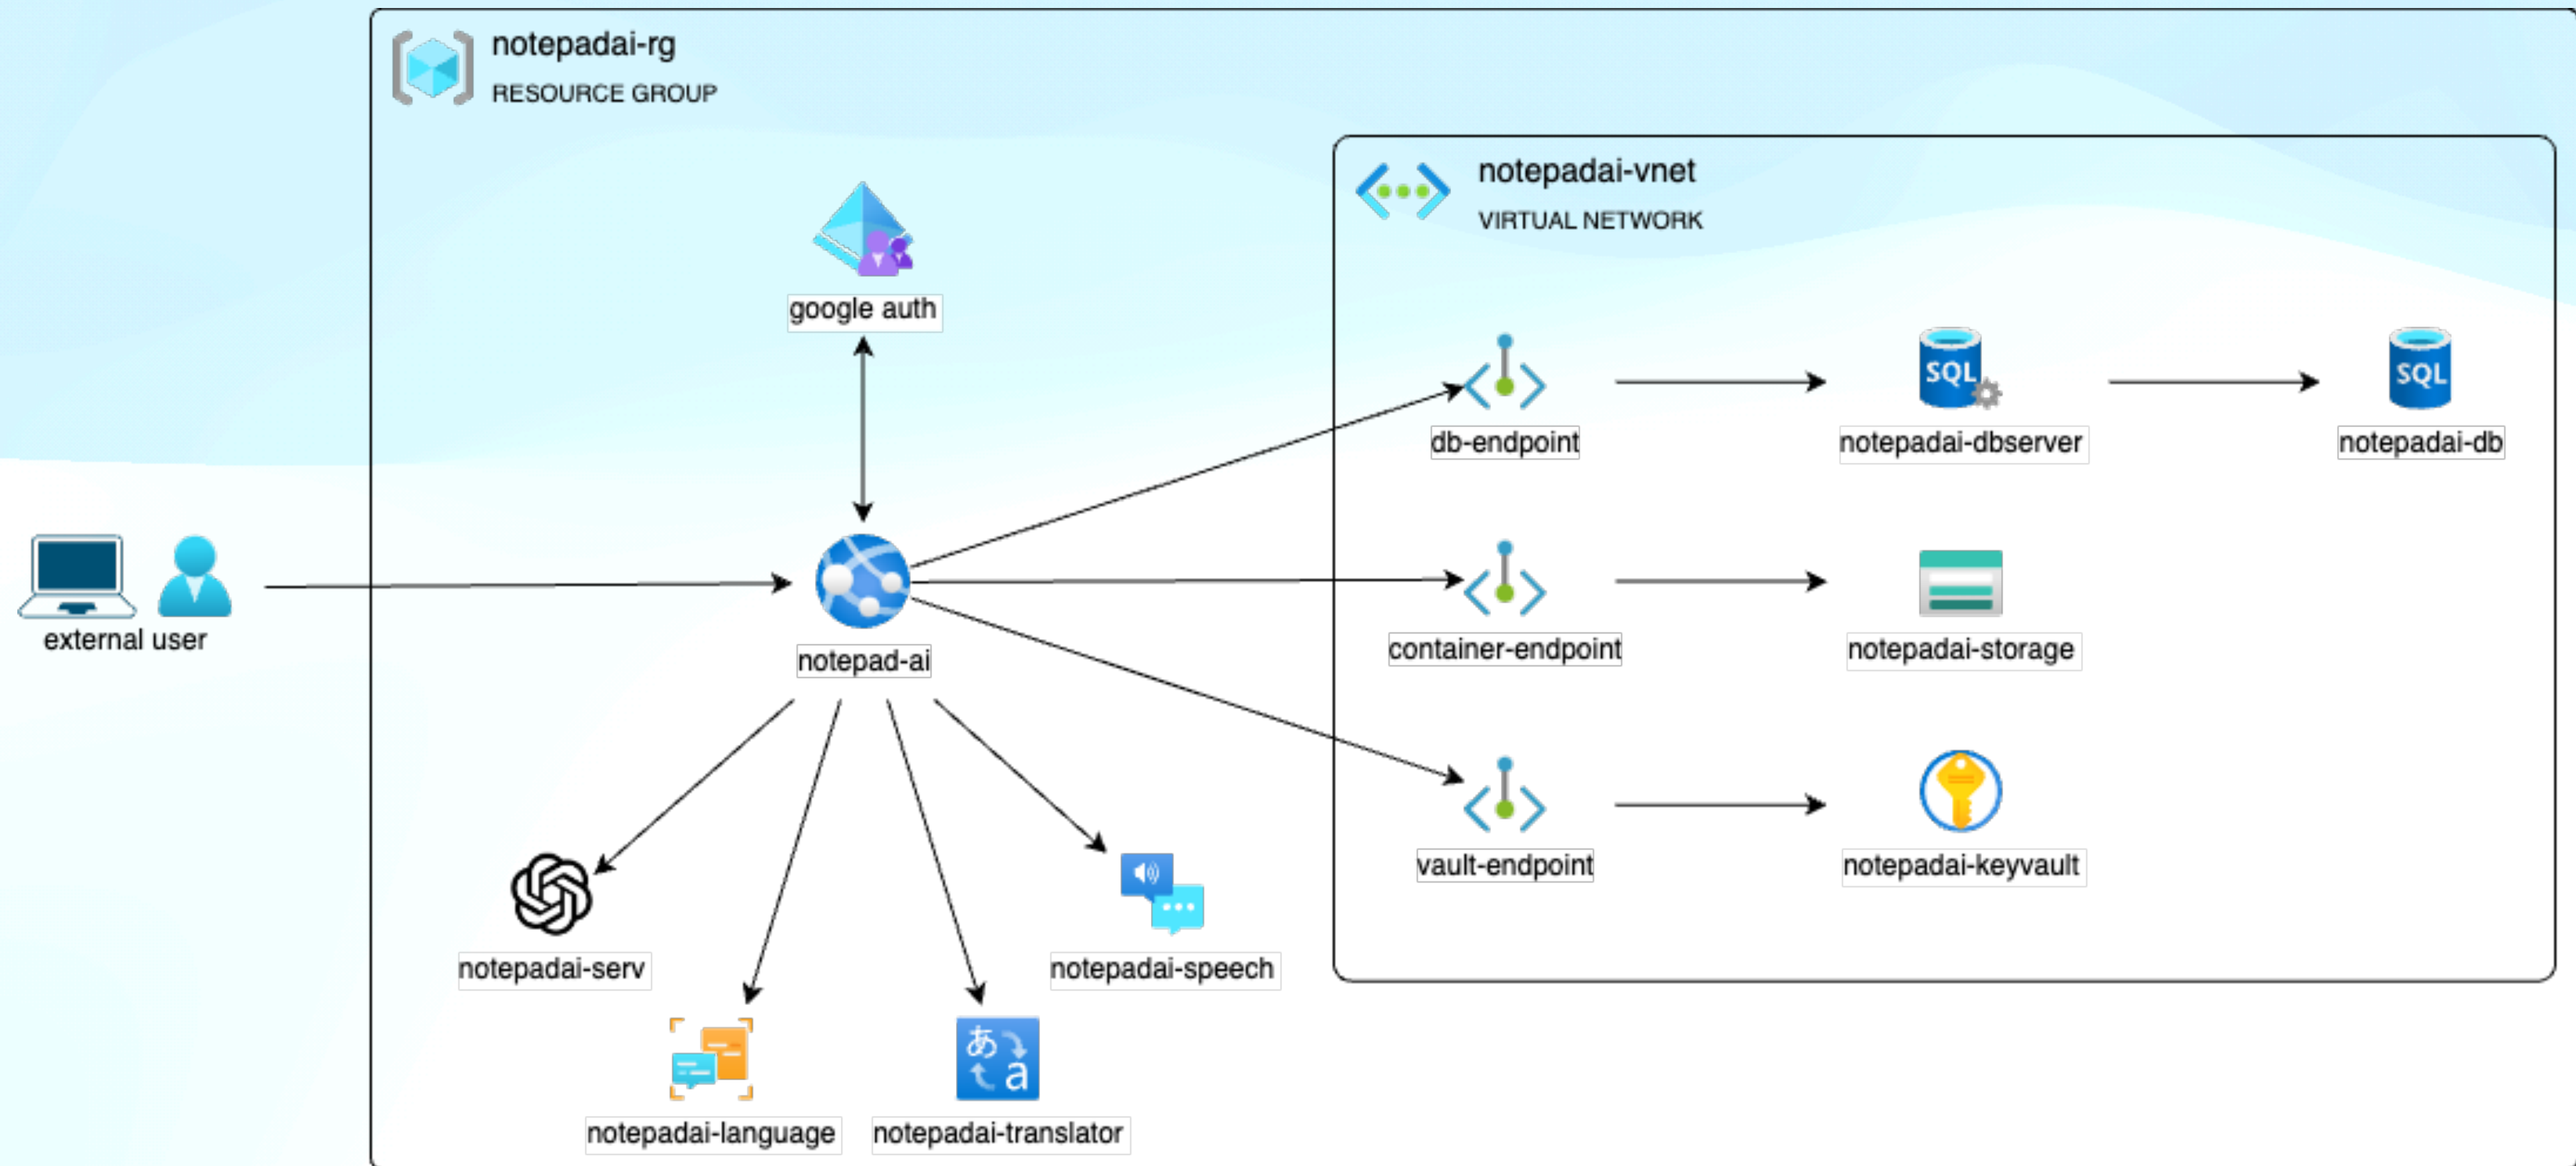 notepadai-rg
RESOURCE GROUP
notepadai-vnet
VIRTUAL NETWORK
google auth
db-endpoint
SQL
notepadai-dbserver
SQL
notepadai-db
external user
notepad-ai
container-endpoint
notepadai-storage
vault-endpoint
notepadai-keyvault
notepadai-serv
notepadai-speech
notepadai-language
あ
a
notepadai-translator